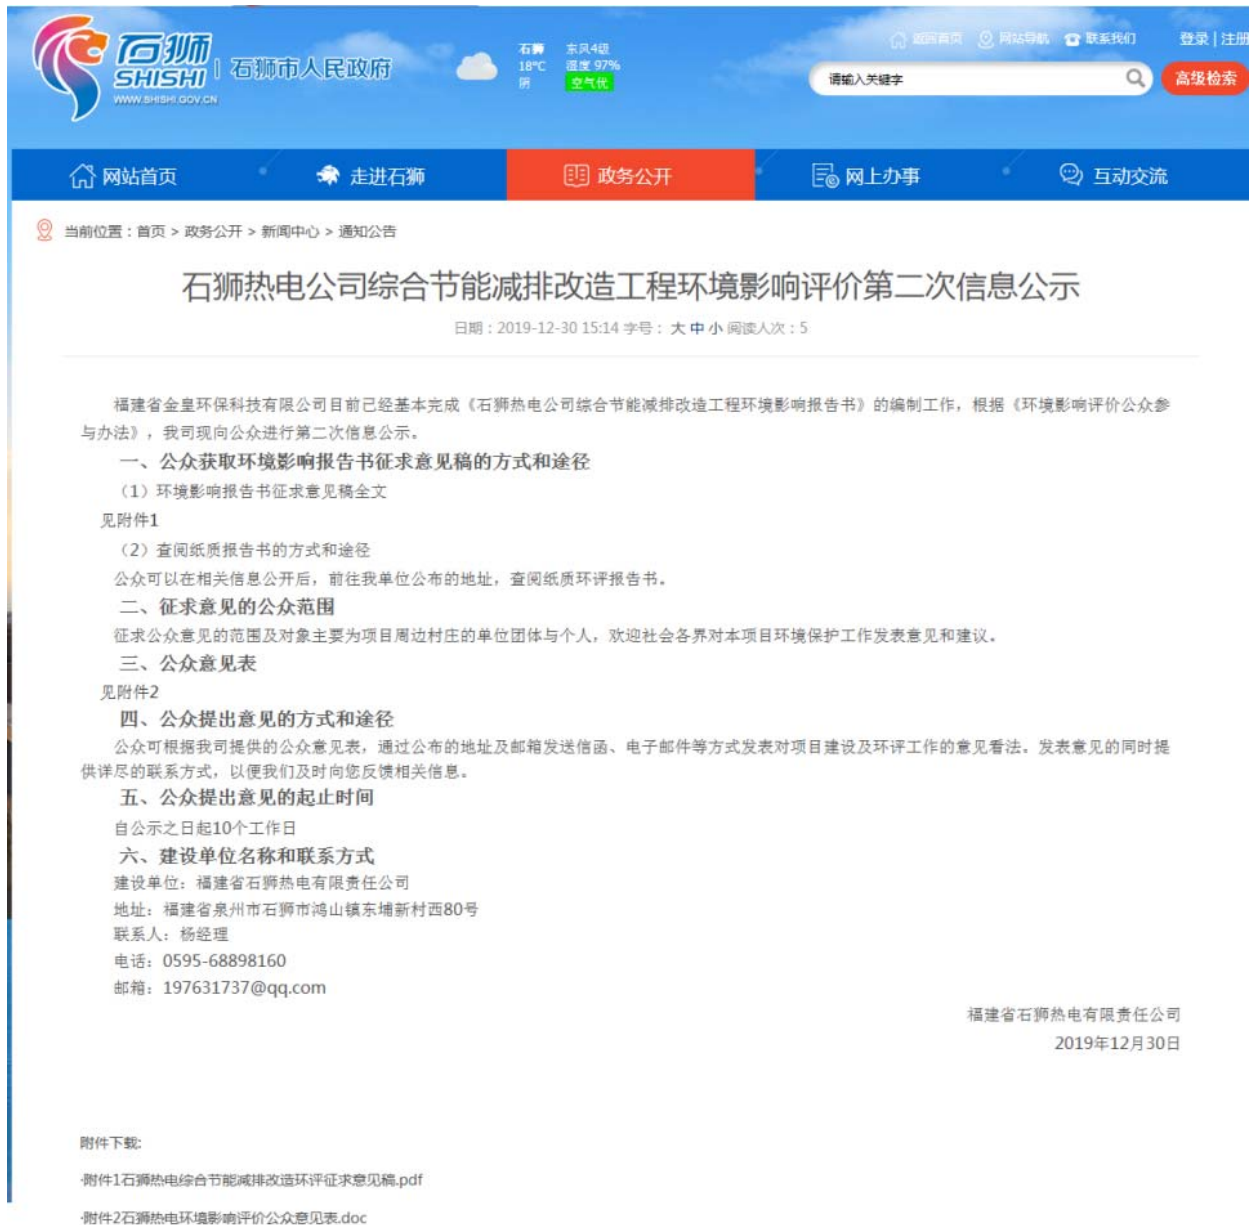 返回首页 网站导航 联系我们 登录 | 注册
石狮
SHISHI
WWW.SHISHI.GOV.CN
石狮市人民政府
石狮 东风4级
18°C 湿度 97%
阴 空气优
请输入关键字
高级检索
网站首页 走进石狮 政务公开 网上办事 互动交流
当前位置：首页 > 政务公开 > 新闻中心 > 通知公告
石狮热电公司综合节能减排改造工程环境影响评价第二次信息公示
日期：2019-12-30 15:14 字号： 大 中 小 阅读人次：5
福建省金皇环保科技有限公司目前已经基本完成《石狮热电公司综合节能减排改造工程环境影响报告书》的编制工作，根据《环境影响评价公众参
与办法》，我司现向公众进行第二次信息公示。
一、公众获取环境影响报告书征求意见稿的方式和途径
（1）环境影响报告书征求意见稿全文
见附件1
（2）查阅纸质报告书的方式和途径
公众可以在相关信息公开后，前往我单位公布的地址，查阅纸质环评报告书。
二、征求意见的公众范围
征求公众意见的范围及对象主要为项目周边村庄的单位团体与个人，欢迎社会各界对本项目环境保护工作发表意见和建议。
三、公众意见表
见附件2
四、公众提出意见的方式和途径
公众可根据我司提供的公众意见表，通过公布的地址及邮箱发送信函、电子邮件等方式发表对项目建设及环评工作的意见看法。发表意见的同时提
供详尽的联系方式，以便我们及时向您反馈相关信息。
五、公众提出意见的起止时间
自公示之日起10个工作日
六、建设单位名称和联系方式
建设单位：福建省石狮热电有限责任公司
地址：福建省泉州市石狮市鸿山镇东埔新村西80号
联系人：杨经理
电话：0595-68898160
邮箱：197631737@qq.com
福建省石狮热电有限责任公司
2019年12月30日
附件下载:
·附件1石狮热电综合节能减排改造环评征求意见稿.pdf
·附件2石狮热电环境影响评价公众意见表.doc